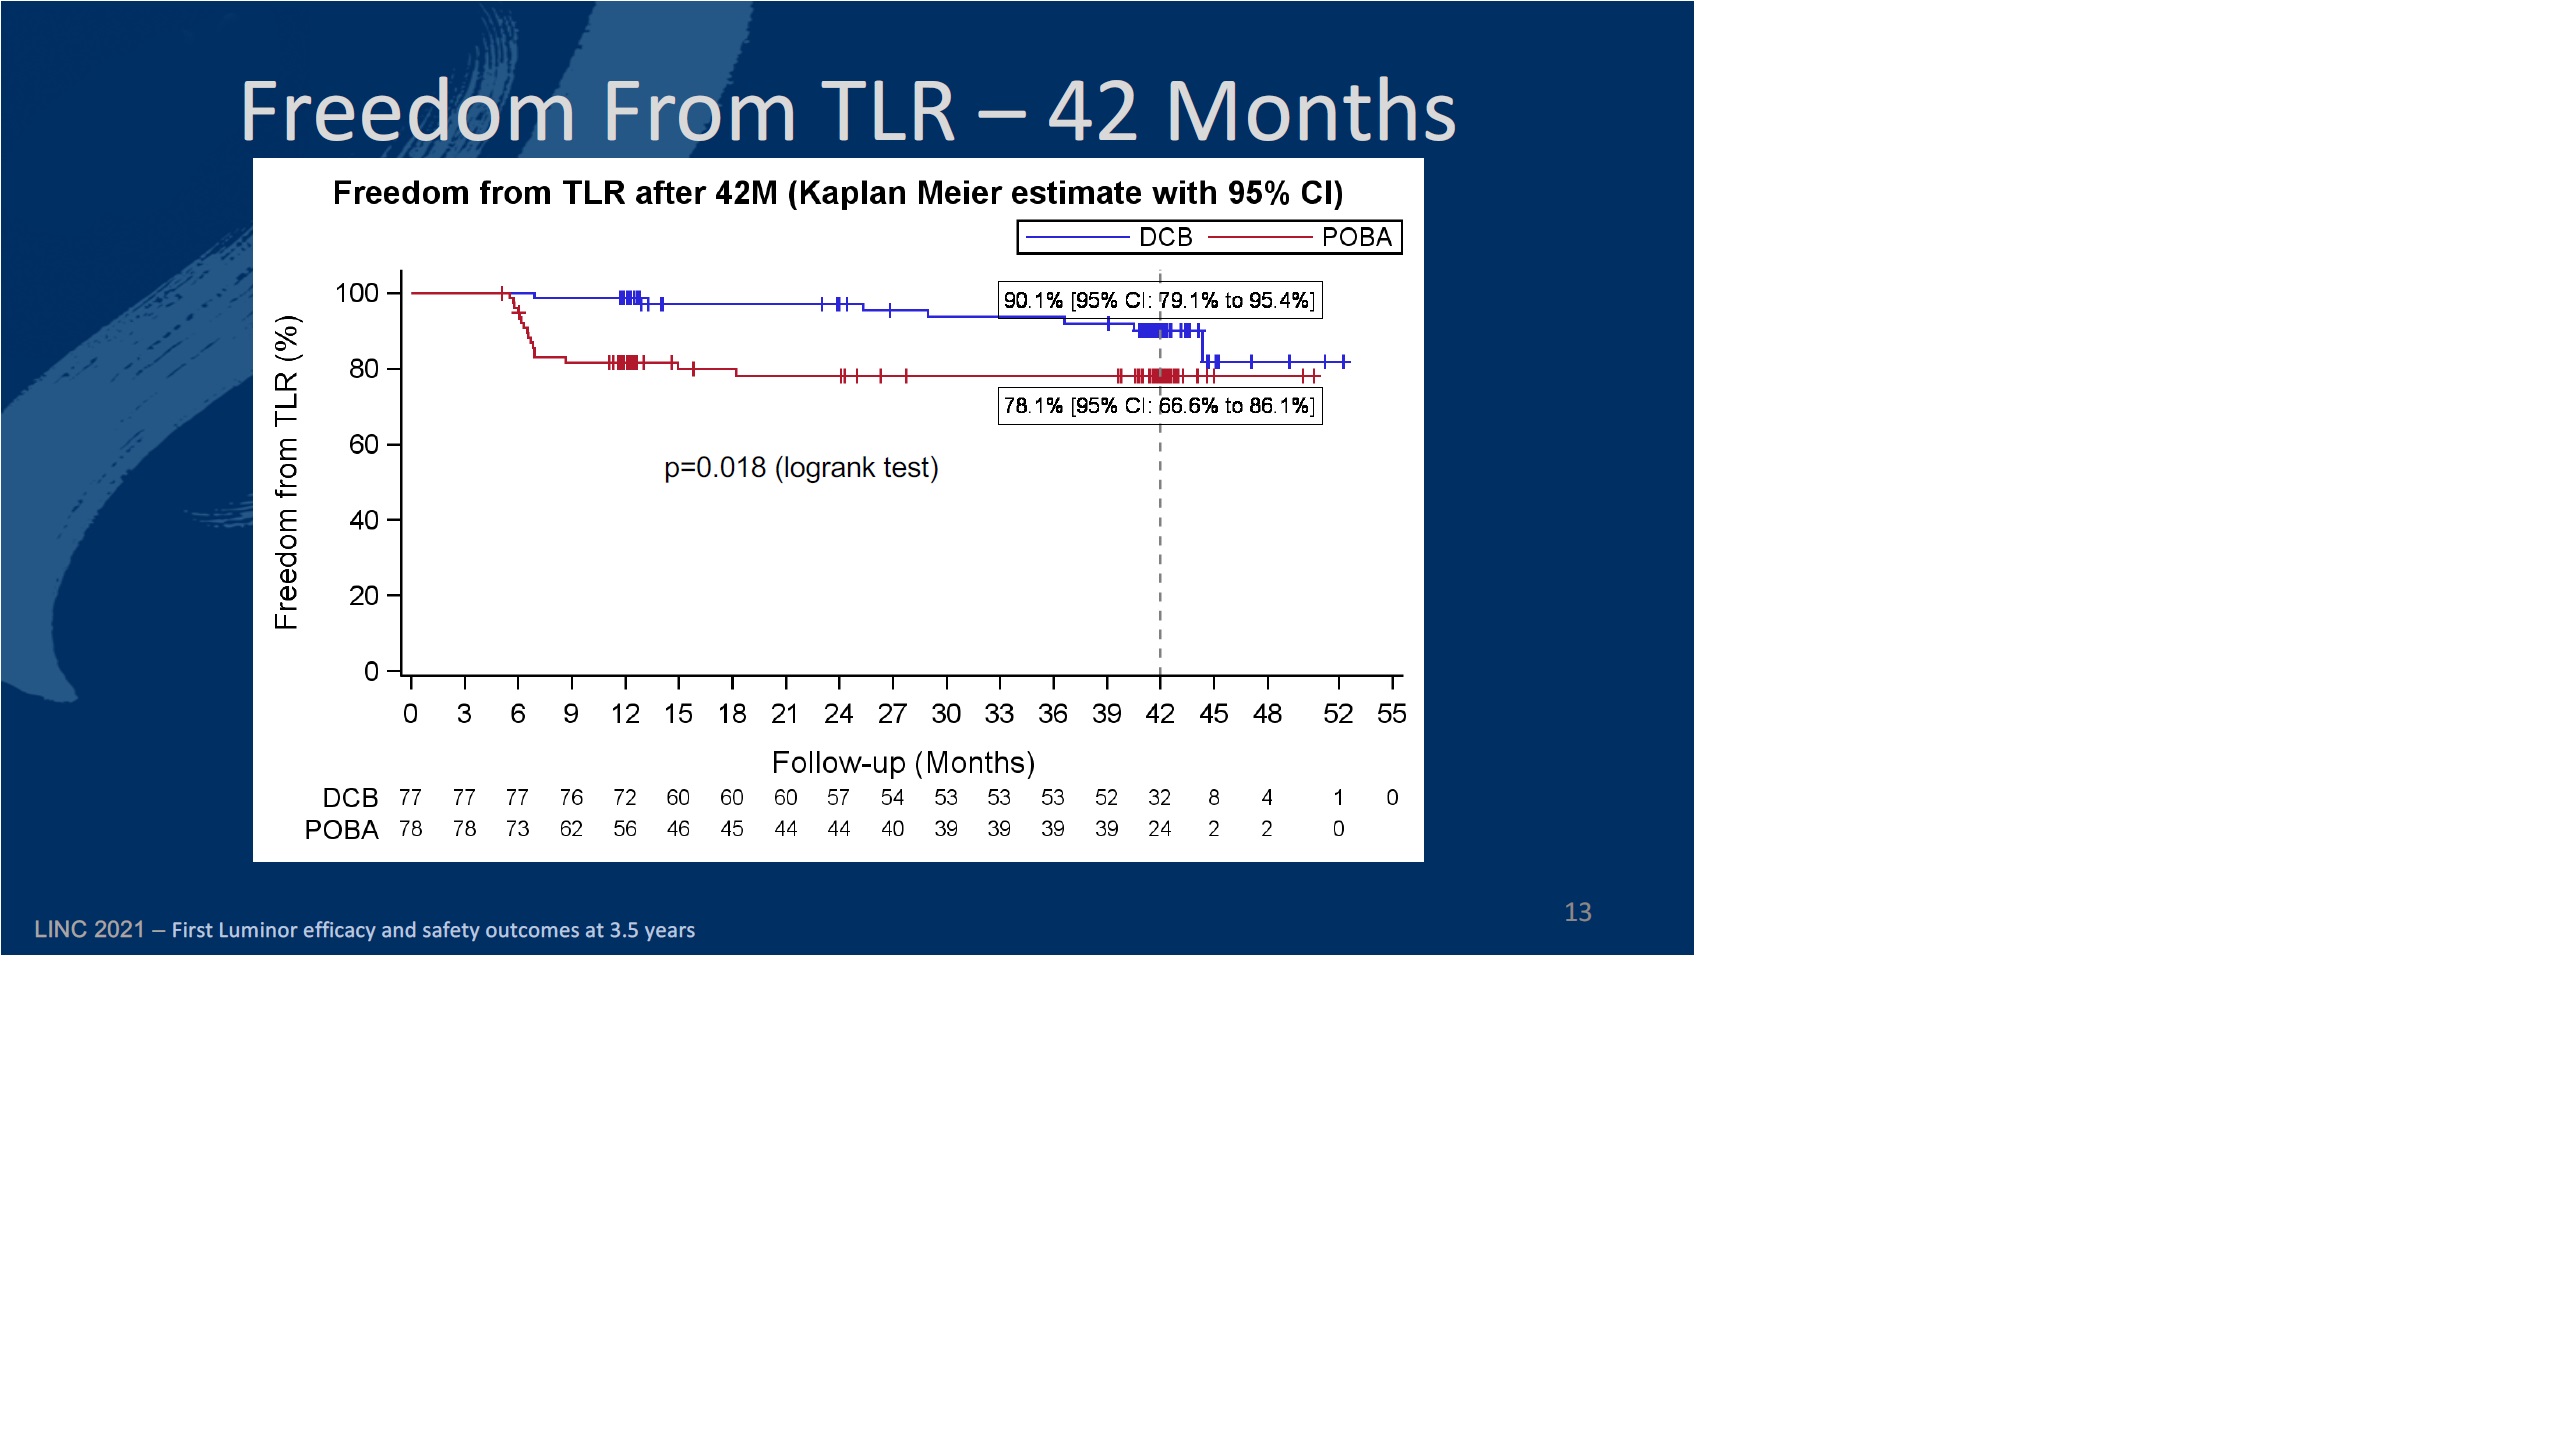 Freedom From TLR – 42 Months
Freedom from TLR after 42M (Kaplan Meier estimate with 95% CI)
DCB POBA
100
80
60
40
20
0
Freedom from TLR (%)
90.1% [95% CI: 79.1% to 95.4%]
78.1% [95% CI: 66.6% to 86.1%]
p=0.018 (logrank test)
0 3 6 9 12 15 18 21 24 27 30 33 36 39 42 45 48 52 55
Follow-up (Months)
DCB 77 77 77 76 72 60 60 60 57 54 53 53 53 52 32 8 4 1 0
POBA 78 78 73 62 56 46 45 44 44 40 39 39 39 39 24 2 2 0
LINC 2021 – First Luminor efficacy and safety outcomes at 3.5 years
13